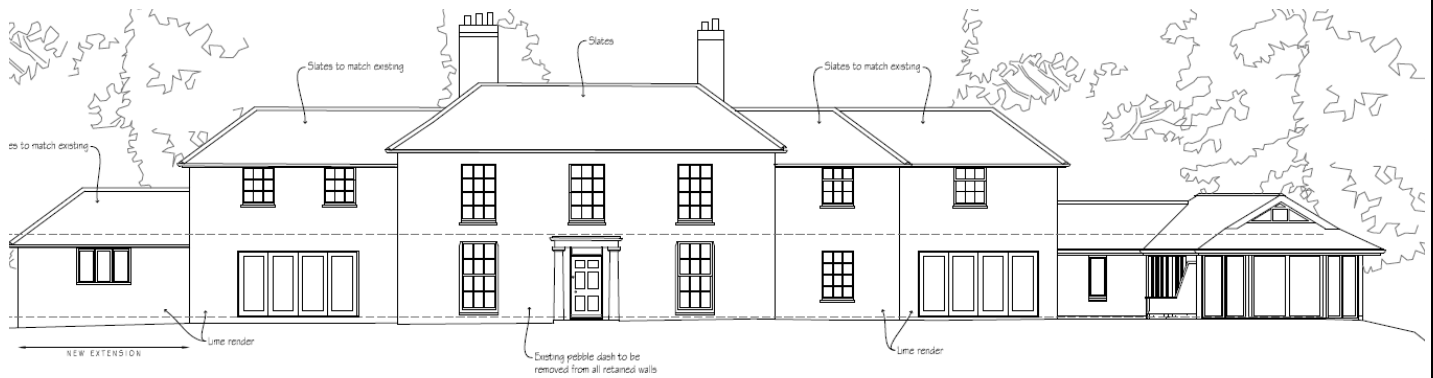 Slates
Slates to match existing
Slates to match existing
es to match existing
Lime render
Lime render
NEW EXTENSION
Existing pebble dash to be
removed from all retained walls